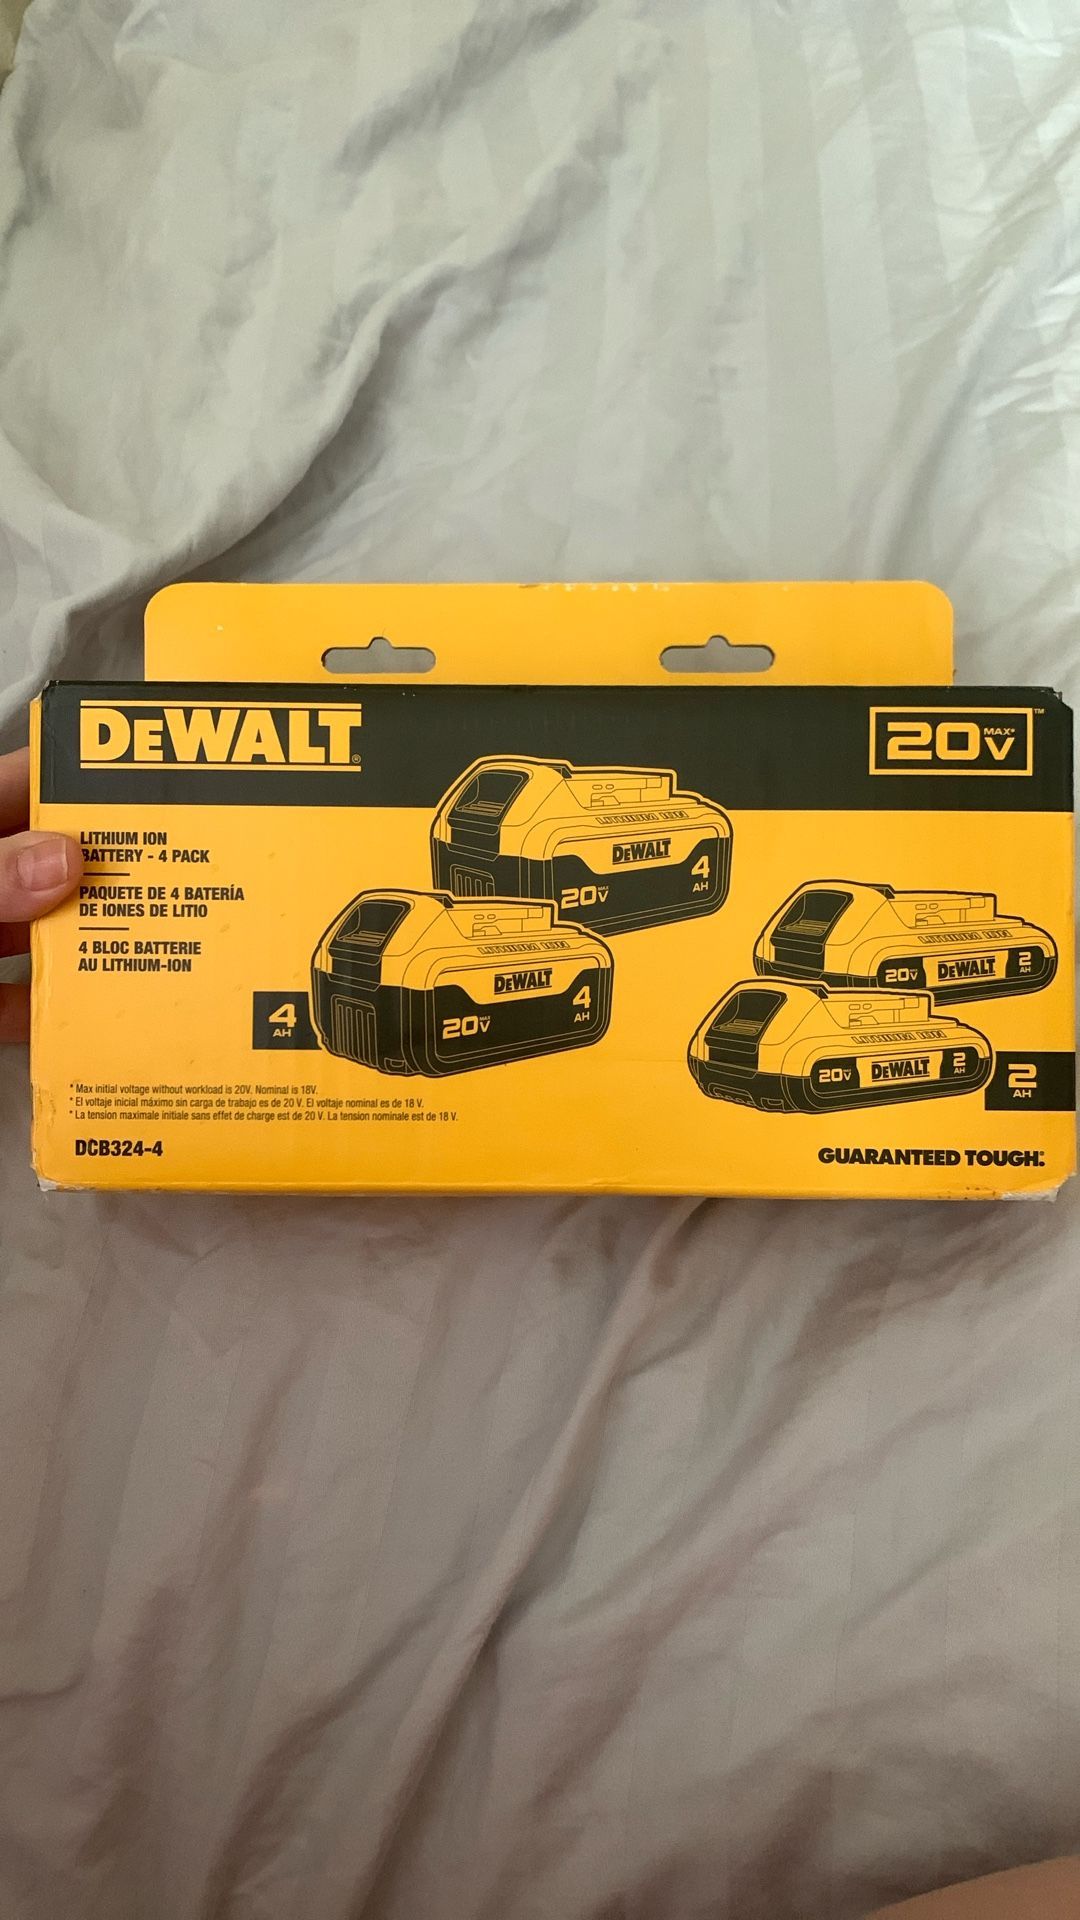 DEWALT®
20V MAX* ™
LITHIUM ION
BATTERY - 4 PACK
PAQUETE DE 4 BATERÍA
DE IONES DE LITIO
4 BLOC BATTERIE
AU LITHIUM-ION
LITHIUM ION
DEWALT
20V MAX
4
AH
LITHIUM ION
DEWALT
20V MAX
4
AH
4
AH
LITHIUM ION
20V DEWALT 2
AH
LITHIUM ION
20V DEWALT 2
AH
2
AH
* Max initial voltage without workload is 20V. Nominal is 18V.
* El voltaje inicial máximo sin carga de trabajo es de 20 V. El voltaje nominal es de 18 V.
* La tension maximale initiale sans effet de charge est de 20 V. La tension nominale est de 18 V.
DCB324-4
GUARANTEED TOUGH.®